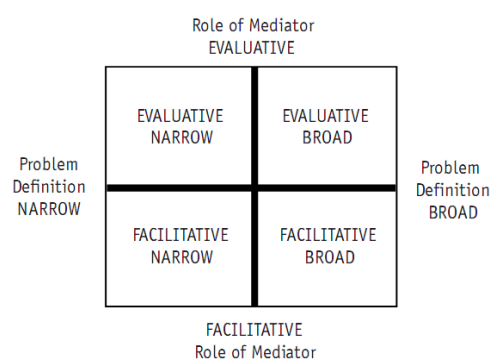 Role of Mediator
EVALUATIVE
EVALUATIVE
NARROW
EVALUATIVE
BROAD
Problem
Definition
NARROW
Problem
Definition
BROAD
FACILITATIVE
NARROW
FACILITATIVE
BROAD
FACILITATIVE
Role of Mediator